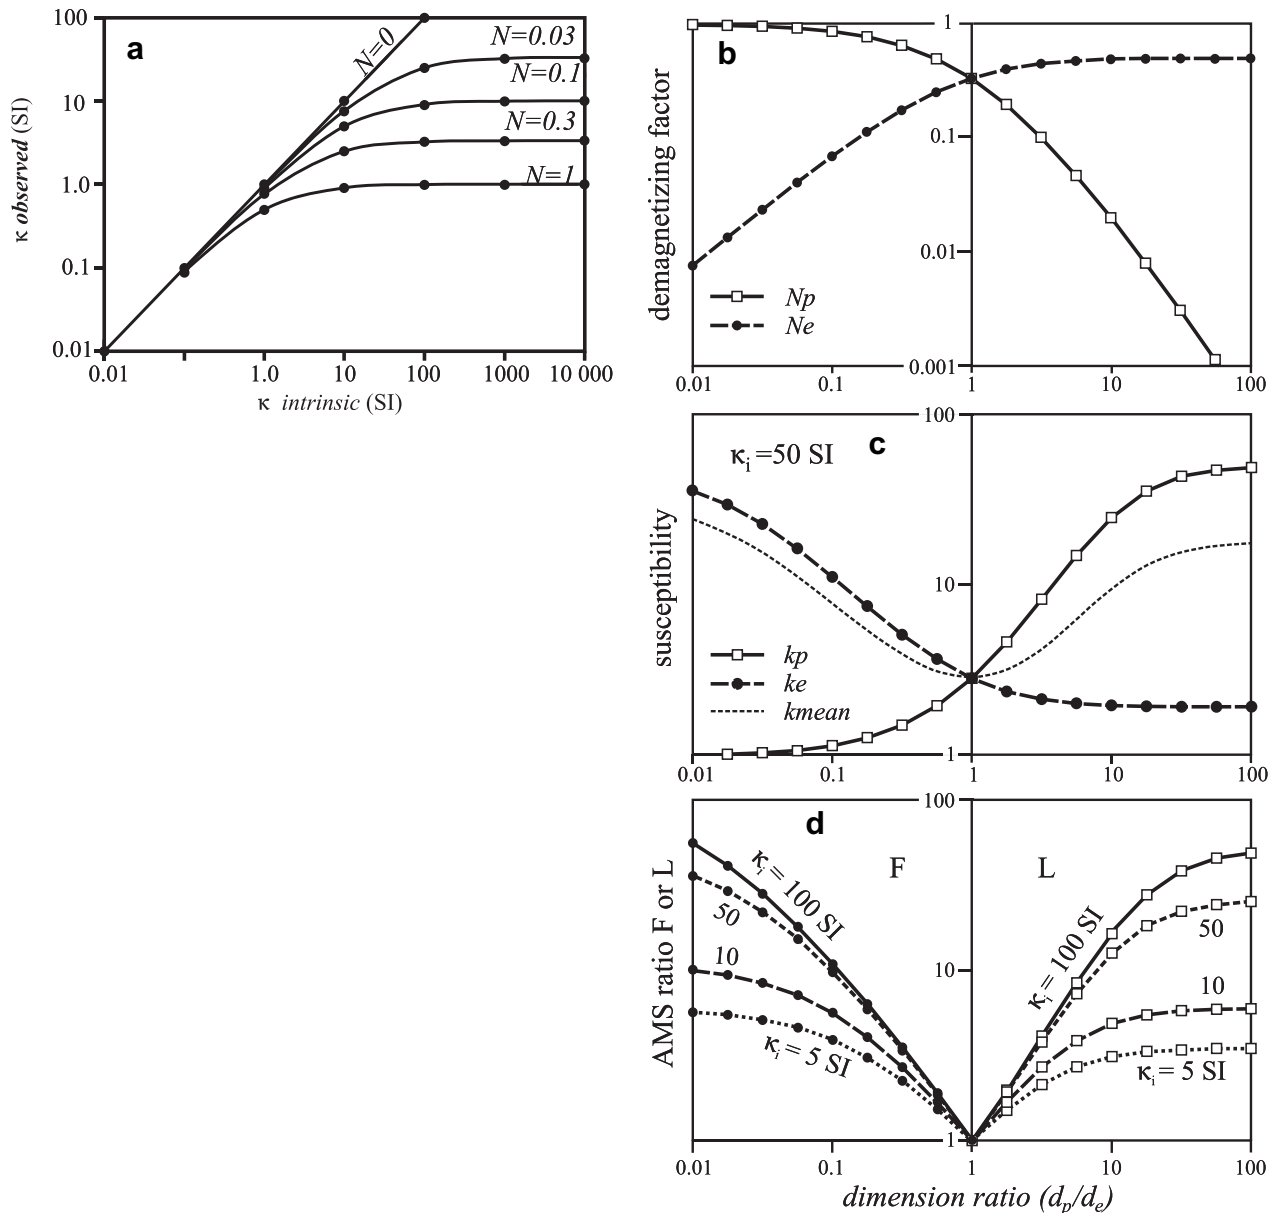 a
κ observed (SI)
100
10
1.0
0.1
0.01
N=0
N=0.03
N=0.1
N=0.3
N=1
0.01
1.0
10
100
1000
10 000
κ intrinsic (SI)
b
demagnetizing factor
1
0.1
0.01
0.001
Np
Ne
0.01
0.1
1
10
100
c
κi=50 SI
susceptibility
100
10
1
kp
ke
kmean
0.01
0.1
1
10
100
d
AMS ratio F or L
100
10
1
F
L
κi = 100 SI
50
10
κi = 5 SI
κi = 100 SI
50
10
κi = 5 SI
0.01
0.1
1
10
100
dimension ratio (dp/de)